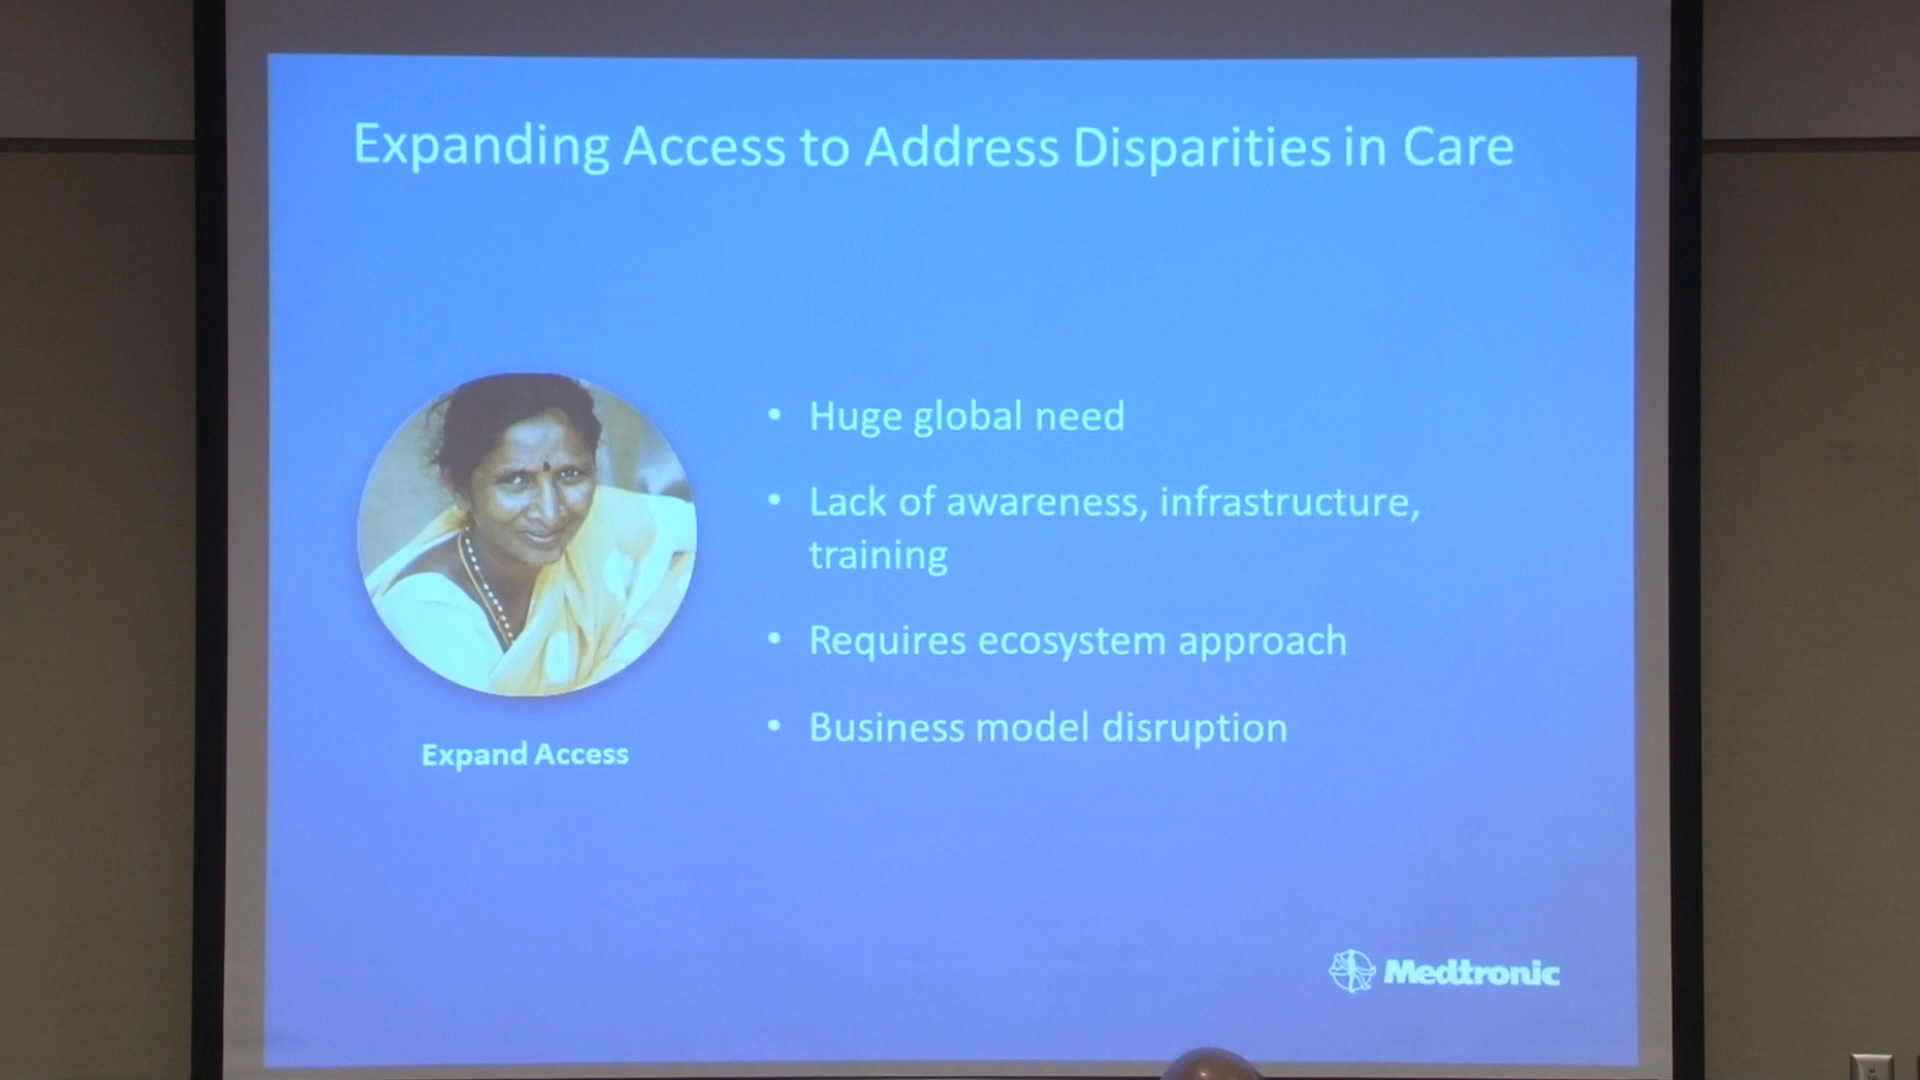 Expanding Access to Address Disparities in Care
• Huge global need
• Lack of awareness, infrastructure,
training
• Requires ecosystem approach
• Business model disruption
Expand Access
Medtronic